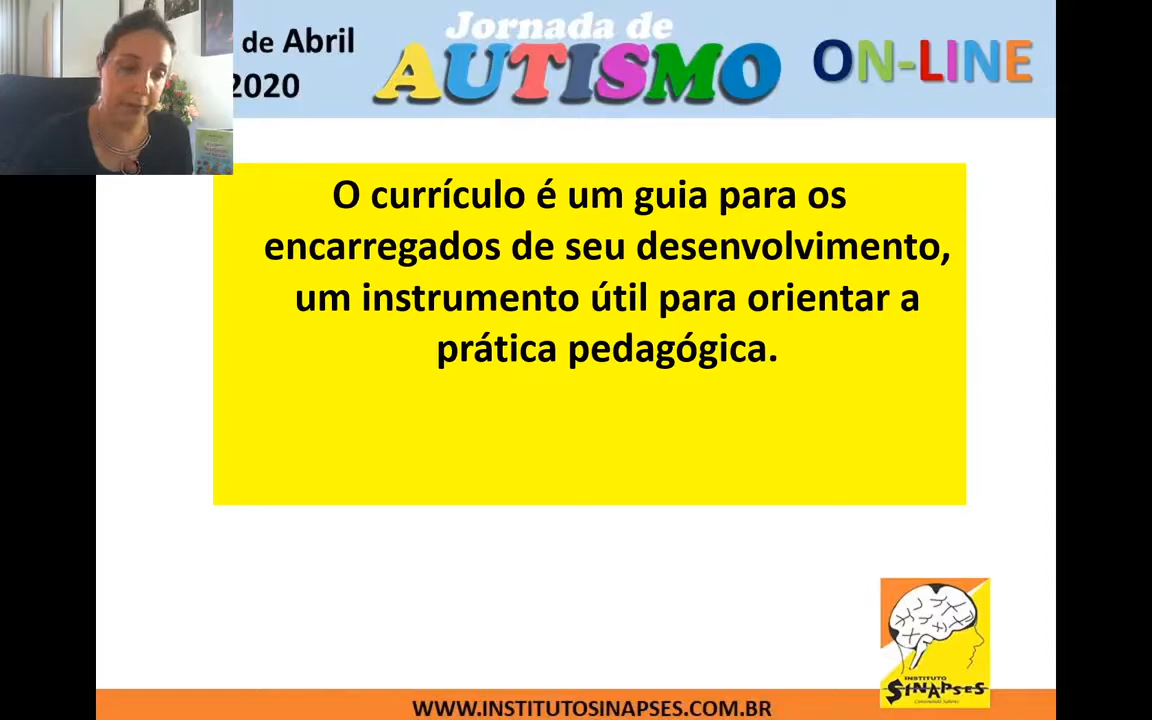 de Abril
2020
Jornada de
AUTISMO
ON-LINE
O currículo é um guia para os
encarregados de seu desenvolvimento,
um instrumento útil para orientar a
prática pedagógica.
INSTITUTO
SINAPSES
WWW.INSTITUTOSINAPSES.COM.BR